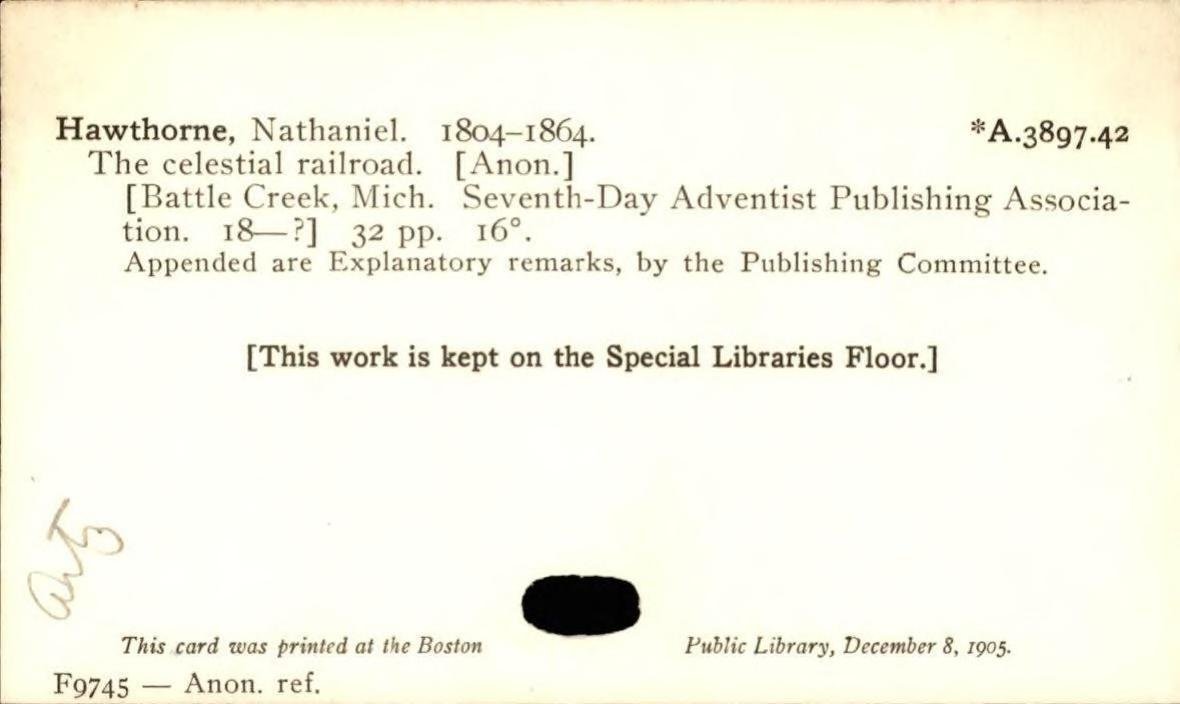 Hawthorne, Nathaniel. 1804–1864. *A.3897.42
The celestial railroad. [Anon.]
[Battle Creek, Mich. Seventh-Day Adventist Publishing Associa-
tion. 18—?] 32 pp. 16°.
Appended are Explanatory remarks, by the Publishing Committee.
[This work is kept on the Special Libraries Floor.]
Artz
This card was printed at the Boston Public Library, December 8, 1905.
F9745 — Anon. ref.